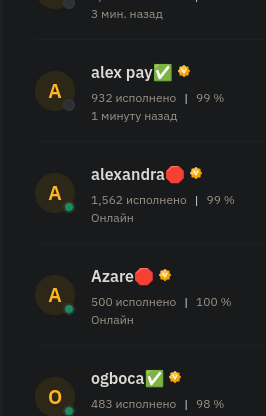 3 мин. назад
A
alex pay✅
932 исполнено | 99 %
1 минуту назад
A
alexandra🛑
1,562 исполнено | 99 %
Онлайн
A
Azare🛑
500 исполнено | 100 %
Онлайн
O
ogboca✅
483 исполнено | 98 %